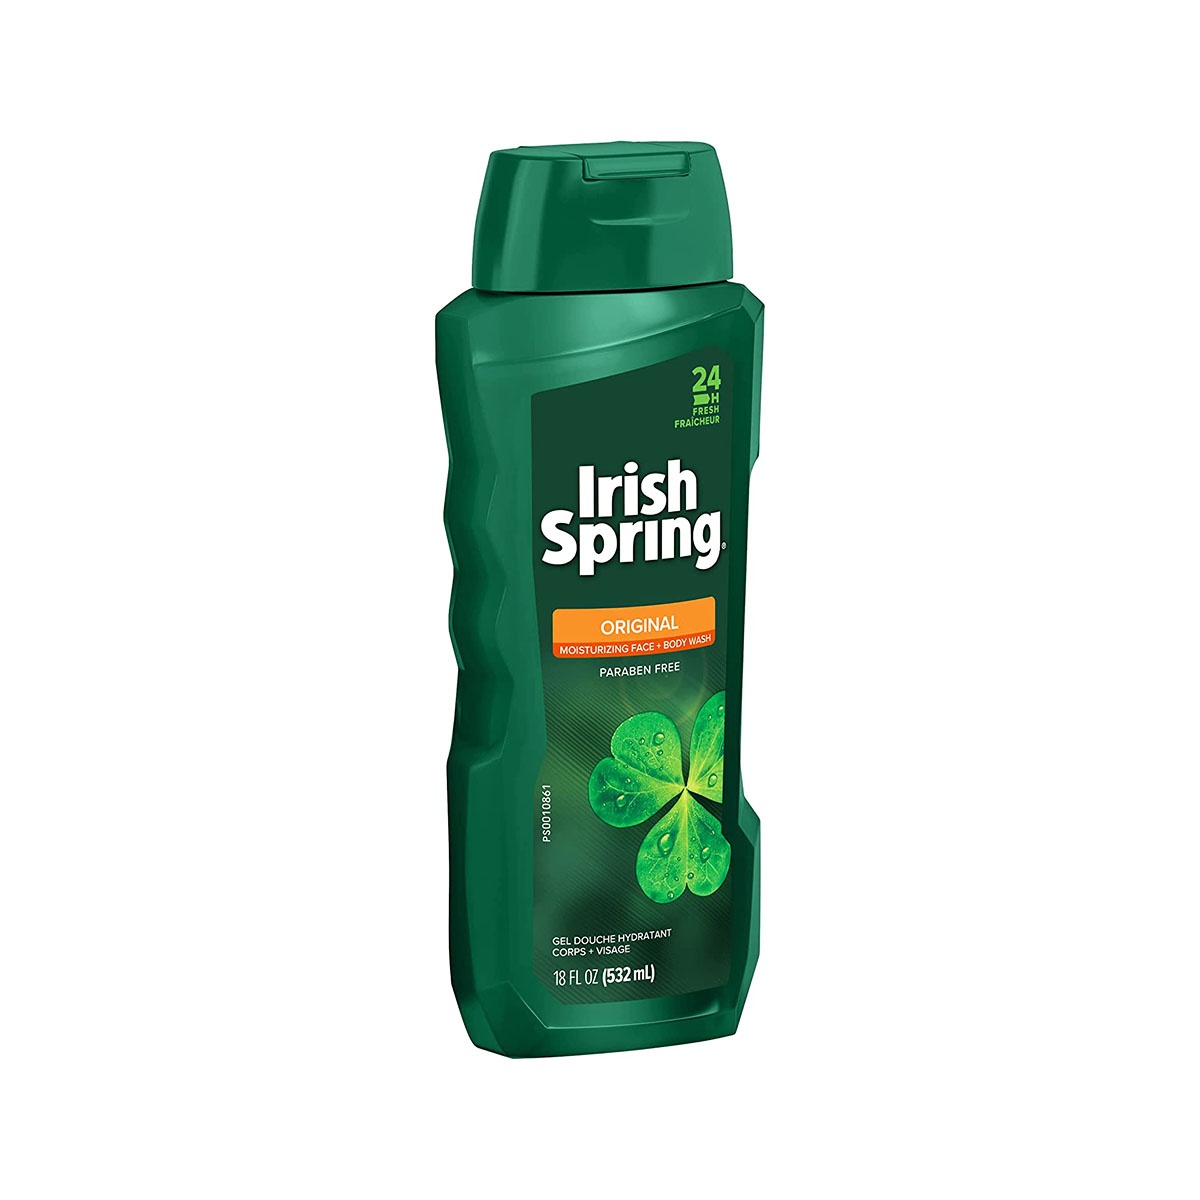 24
H
FRESH
FRAÎCHEUR
Irish
Spring®
ORIGINAL
MOISTURIZING FACE + BODY WASH
PARABEN FREE
PS0010861
GEL DOUCHE HYDRATANT
CORPS + VISAGE
18 FL OZ (532 mL)